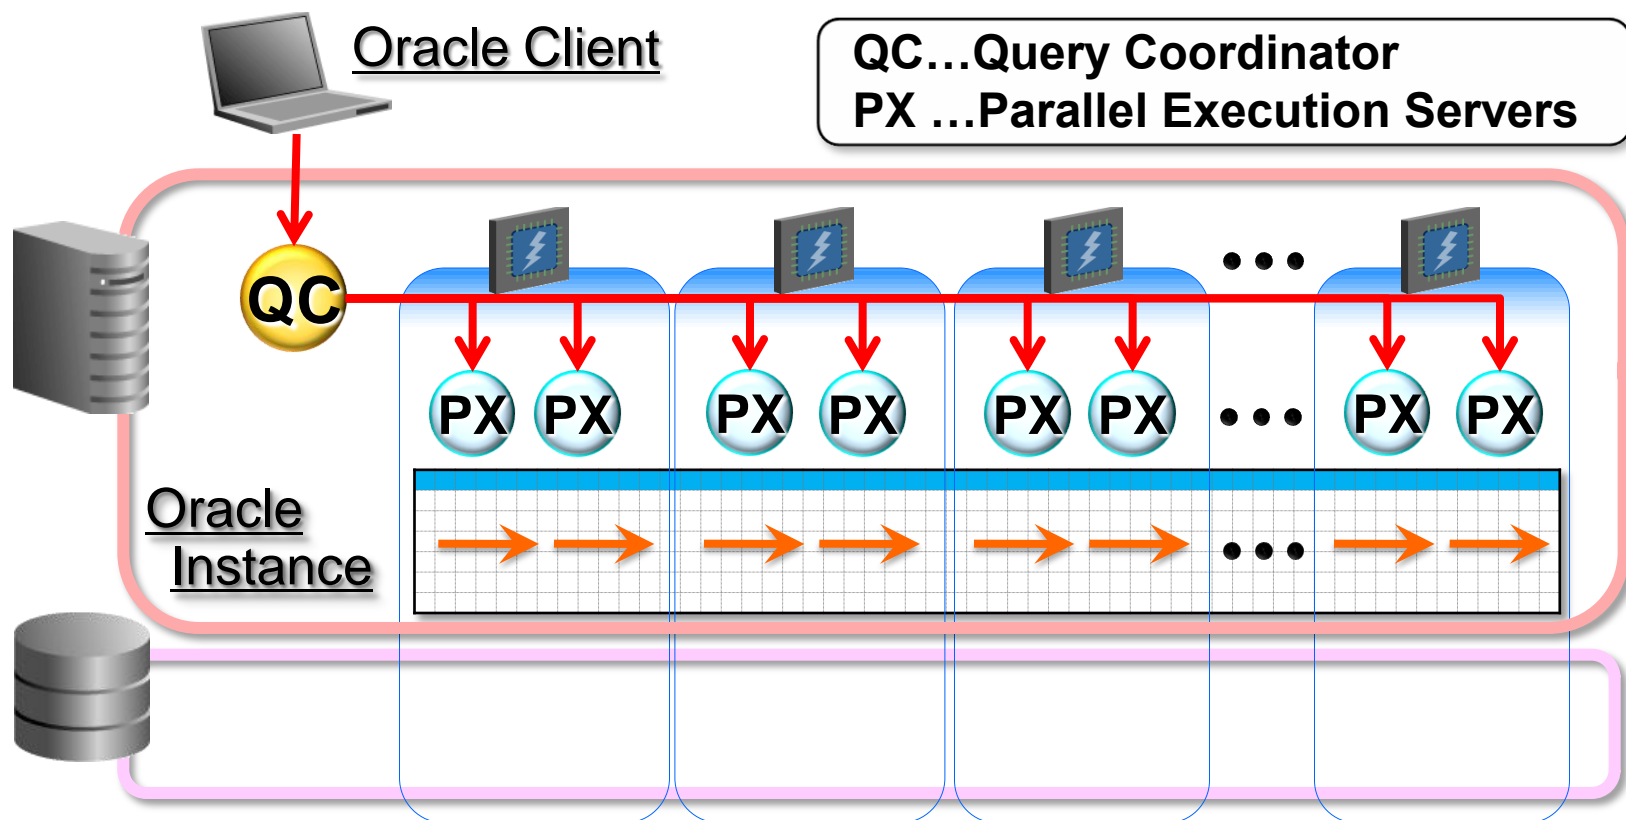 Oracle Client
QC...Query Coordinator
PX ...Parallel Execution Servers
QC
PX PX PX PX PX PX PX PX
Oracle
Instance